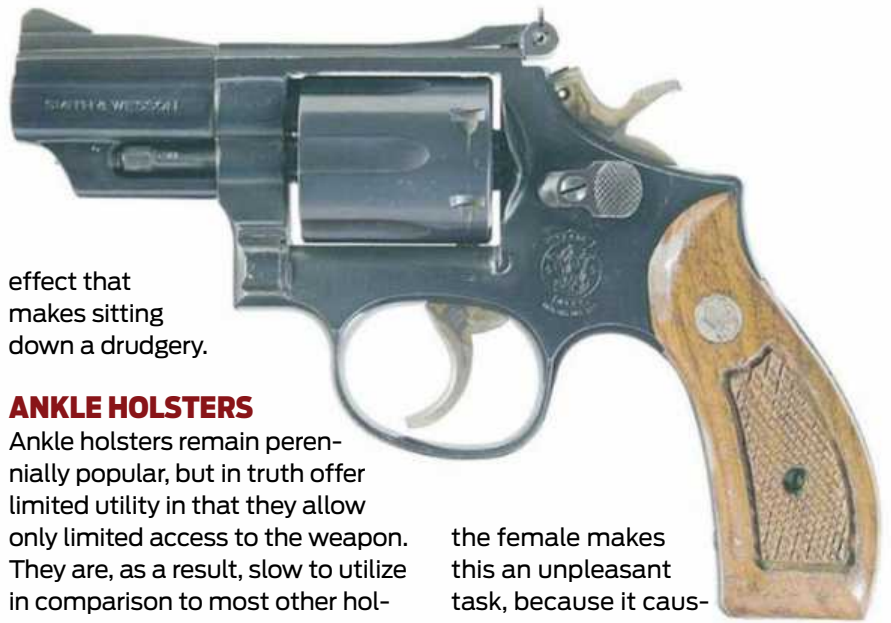 SMITH & WESSON
effect that
makes sitting
down a drudgery.
ANKLE HOLSTERS
Ankle holsters remain peren-
nially popular, but in truth offer
limited utility in that they allow
only limited access to the weapon.
They are, as a result, slow to utilize
in comparison to most other hol-
the female makes
this an unpleasant
task, because it caus-